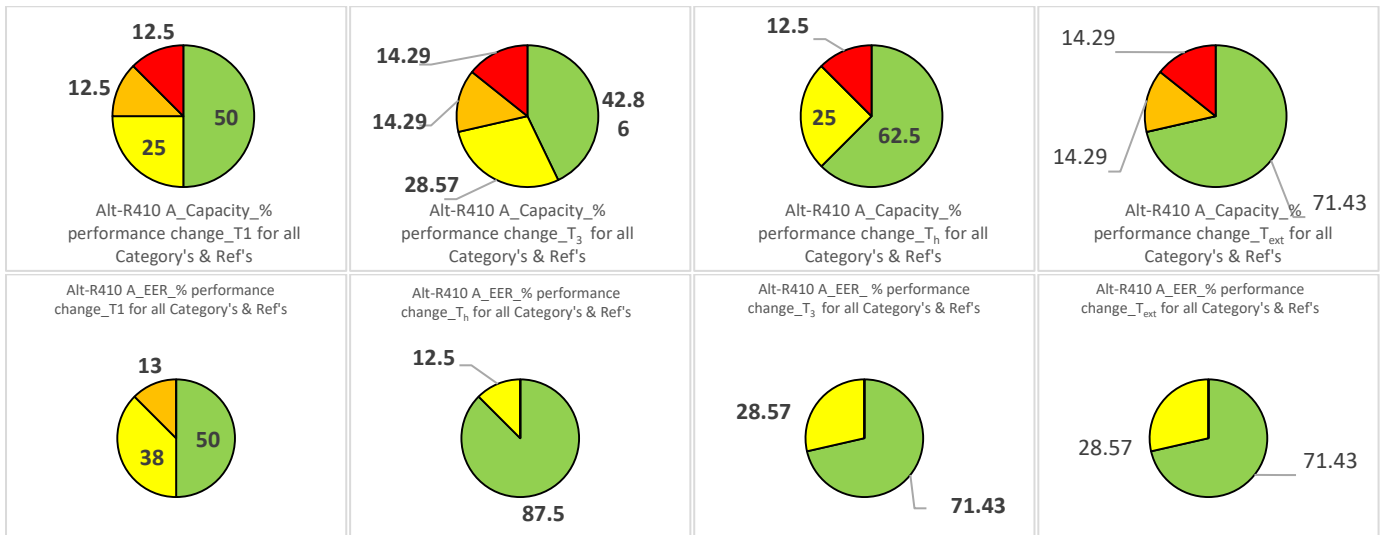 12.5
12.5
50
25
Alt-R410 A_Capacity_%
performance change_T1 for all
Category's & Ref's
14.29
14.29
42.8
6
28.57
Alt-R410 A_Capacity_%
performance change_T3 for all
Category's & Ref's
12.5
25
62.5
Alt-R410 A_Capacity_%
performance change_Th for all
Category's & Ref's
14.29
14.29
71.43
Alt-R410 A_Capacity_%
performance change_Text for all
Category's & Ref's
Alt-R410 A_EER_% performance
change_T1 for all Category's & Ref's
13
38
50
Alt-R410 A_EER_% performance
change_Th for all Category's & Ref's
12.5
87.5
Alt-R410 A_EER_ % performance
change_T3 for all Category's & Ref's
28.57
71.43
Alt-R410 A_EER_% performance
change_Text for all Category's & Ref's
28.57
71.43